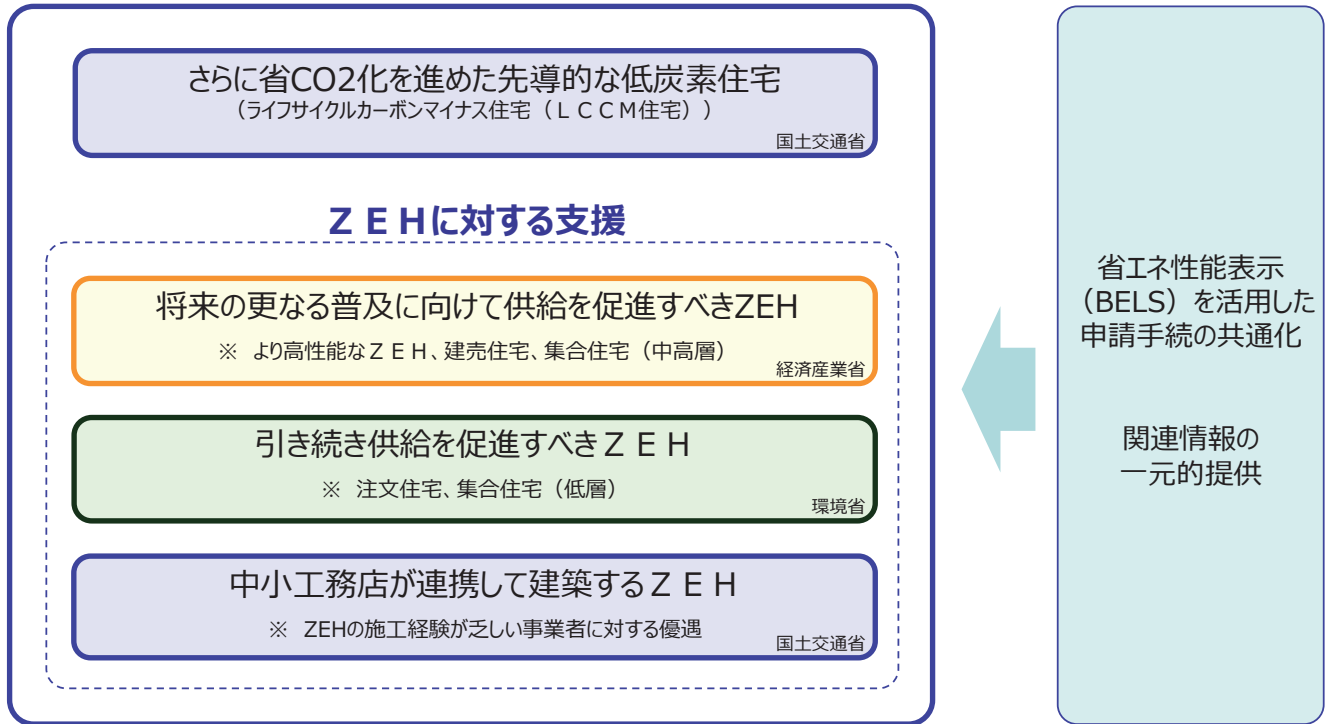 さらに省CO2化を進めた先導的な低炭素住宅
(ライフサイクルカーボンマイナス住宅(LCCM住宅))
国土交通省
ZEHに対する支援
将来の更なる普及に向けて供給を促進すべきZEH
※ より高性能なZEH、建売住宅、集合住宅(中高層)
経済産業省
引き続き供給を促進すべきZEH
※ 注文住宅、集合住宅(低層)
環境省
中小工務店が連携して建築するZEH
※ ZEHの施工経験が乏しい事業者に対する優遇
国土交通省
省エネ性能表示
(BELS)を活用した
申請手続の共通化
関連情報の
一元的提供